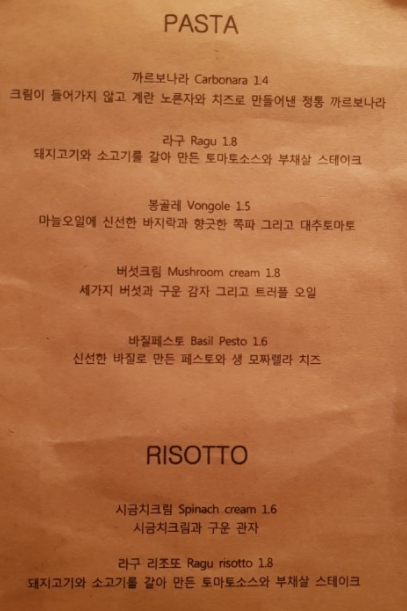 PASTA
까르보나라 Carbonara 1.4
크림이 들어가지 않고 계란 노른자와 치즈로 만들어낸 정통 까르보나라
라구 Ragu 1.8
돼지고기와 소고기를 갈아 만든 토마토소스와 부채살 스테이크
봉골레 Vongole 1.5
마늘오일에 신선한 바지락과 향긋한 쪽파 그리고 대추토마토
버섯크림 Mushroom cream 1.8
세가지 버섯과 구운 감자 그리고 트러플 오일
바질페스토 Basil Pesto 1.6
신선한 바질로 만든 페스토와 생 모짜렐라 치즈
RISOTTO
시금치크림 Spinach cream 1.6
시금치크림과 구운 관자
라구 리조또 Ragu risotto 1.8
돼지고기와 소고기를 갈아 만든 토마토소스와 부채살 스테이크